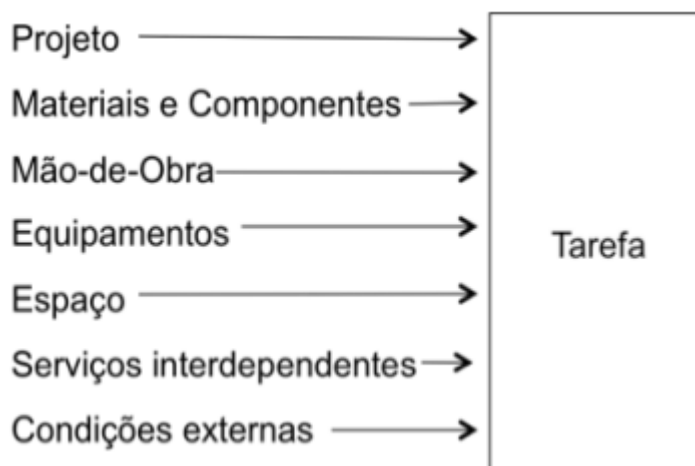 Projeto
Materiais e Componentes
Mão-de-Obra
Equipamentos
Tarefa
Espaço
Serviços interdependentes
Condições externas